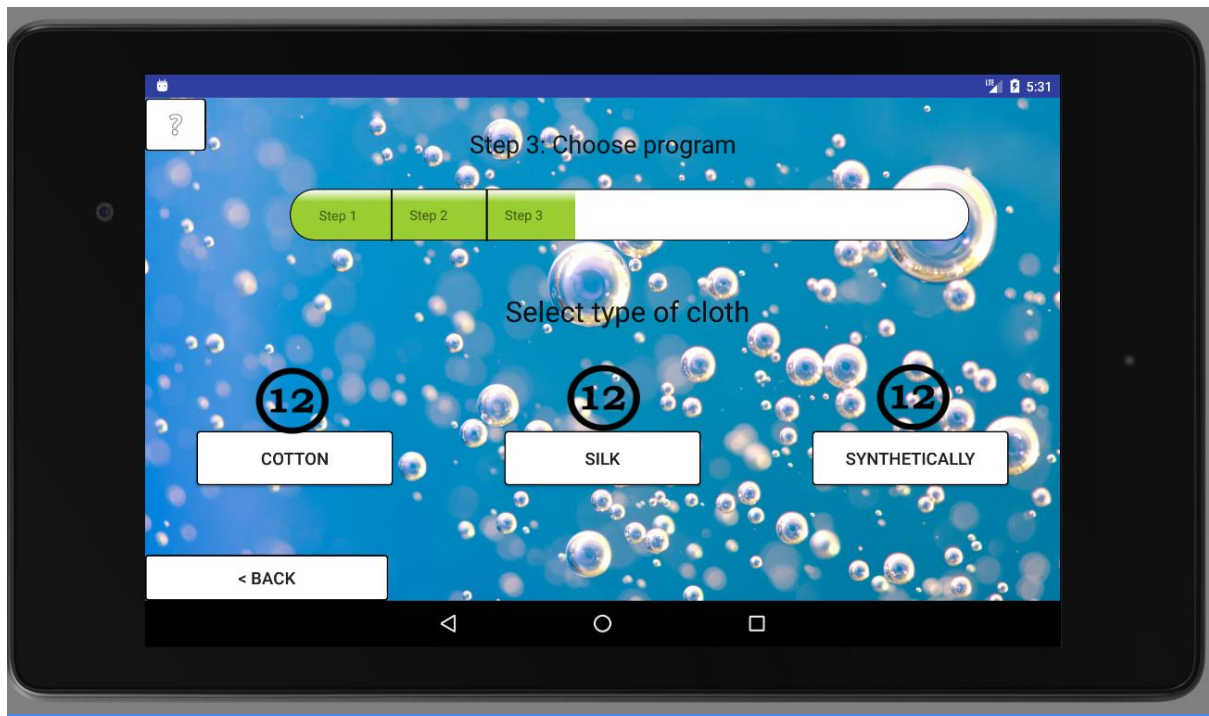 LTE 5:31
?
Step 3: Choose program
Step 1 Step 2 Step 3
Select type of cloth
12 12 12
COTTON SILK SYNTHETICALLY
< BACK